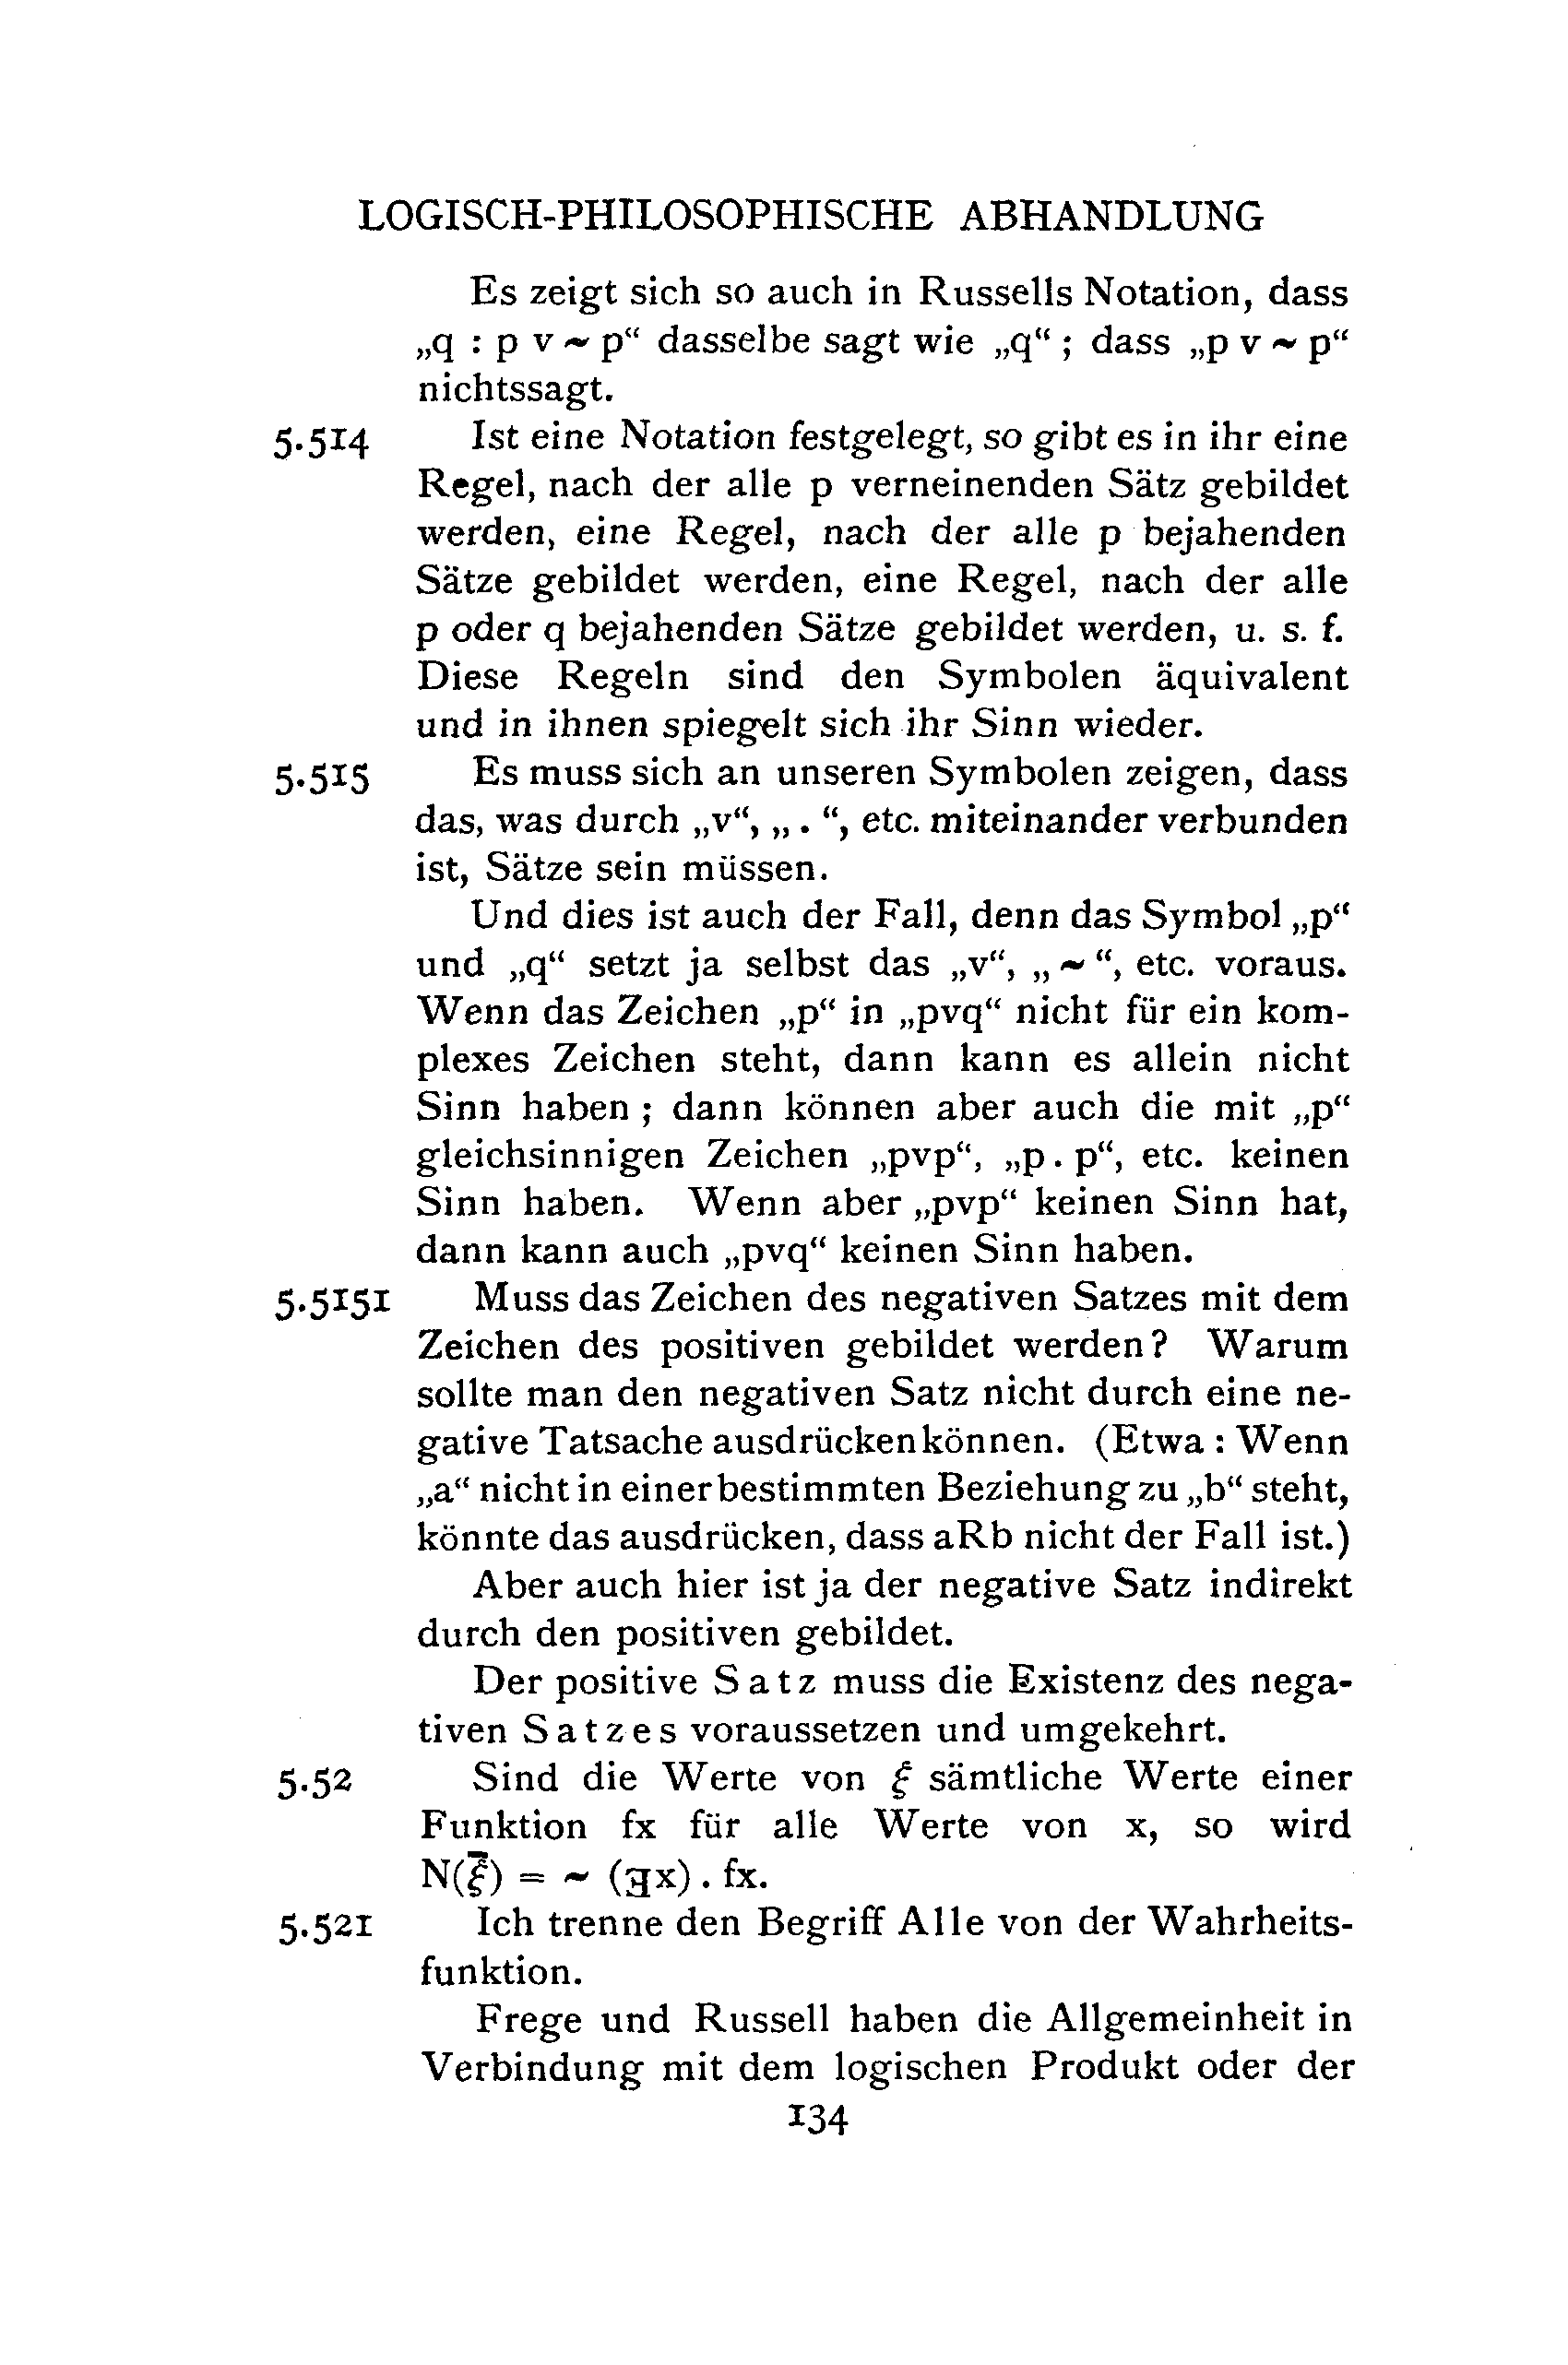 LOGISCH-PHILOSOPHISCHE ABHANDLUNG
Es zeigt sich so auch in Russells Notation, dass
„q : p v ~ p“ dasselbe sagt wie „q“ ; dass „p v ~ p“
nichtssagt.
5.514 Ist eine Notation festgelegt, so gibt es in ihr eine
Regel, nach der alle p verneinenden Sätz gebildet
werden, eine Regel, nach der alle p bejahenden
Sätze gebildet werden, eine Regel, nach der alle
p oder q bejahenden Sätze gebildet werden, u. s. f.
Diese Regeln sind den Symbolen äquivalent
und in ihnen spiegelt sich ihr Sinn wieder.
5.515 Es muss sich an unseren Symbolen zeigen, dass
das, was durch „v“, „ . “, etc. miteinander verbunden
ist, Sätze sein müssen.
Und dies ist auch der Fall, denn das Symbol „p“
und „q“ setzt ja selbst das „v“, „ ~ “, etc. voraus.
Wenn das Zeichen „p“ in „pvq“ nicht für ein kom-
plexes Zeichen steht, dann kann es allein nicht
Sinn haben ; dann können aber auch die mit „p“
gleichsinnigen Zeichen „pvp“, „p . p“, etc. keinen
Sinn haben. Wenn aber „pvp“ keinen Sinn hat,
dann kann auch „pvq“ keinen Sinn haben.
5.5151 Muss das Zeichen des negativen Satzes mit dem
Zeichen des positiven gebildet werden? Warum
sollte man den negativen Satz nicht durch eine ne-
gative Tatsache ausdrücken können. (Etwa : Wenn
„a“ nicht in einer bestimmten Beziehung zu „b“ steht,
könnte das ausdrücken, dass aRb nicht der Fall ist.)
Aber auch hier ist ja der negative Satz indirekt
durch den positiven gebildet.
Der positive Satz muss die Existenz des nega-
tiven Satzes voraussetzen und umgekehrt.
5.52 Sind die Werte von ξ sämtliche Werte einer
Funktion fx für alle Werte von x, so wird
N(ξ̅) = ~ (∃x) . fx.
5.521 Ich trenne den Begriff Alle von der Wahrheits-
funktion.
Frege und Russell haben die Allgemeinheit in
Verbindung mit dem logischen Produkt oder der
134